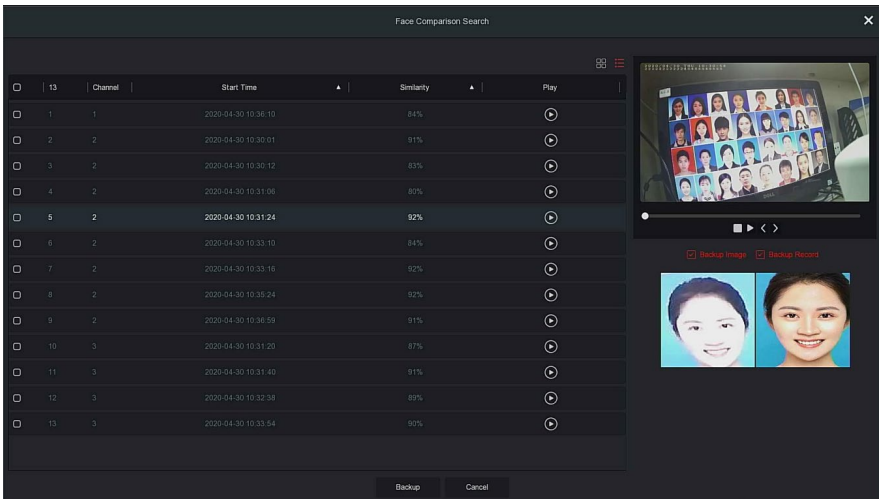 Face Comparison Search
13 Channel Start Time Similarity Play
1 1 2020-04-30 10:36:10 84%
2 2 2020-04-30 10:30:01 91%
3 2 2020-04-30 10:30:12 83%
4 2 2020-04-30 10:31:06 80%
5 2 2020-04-30 10:31:24 92%
6 2 2020-04-30 10:33:10 84%
7 2 2020-04-30 10:33:16 92%
8 2 2020-04-30 10:35:24 92%
9 2 2020-04-30 10:36:59 91%
10 3 2020-04-30 10:31:20 87%
11 3 2020-04-30 10:31:40 91%
12 3 2020-04-30 10:32:38 89%
13 3 2020-04-30 10:33:54 90%
DELL
Backup Image Backup Record
Backup Cancel